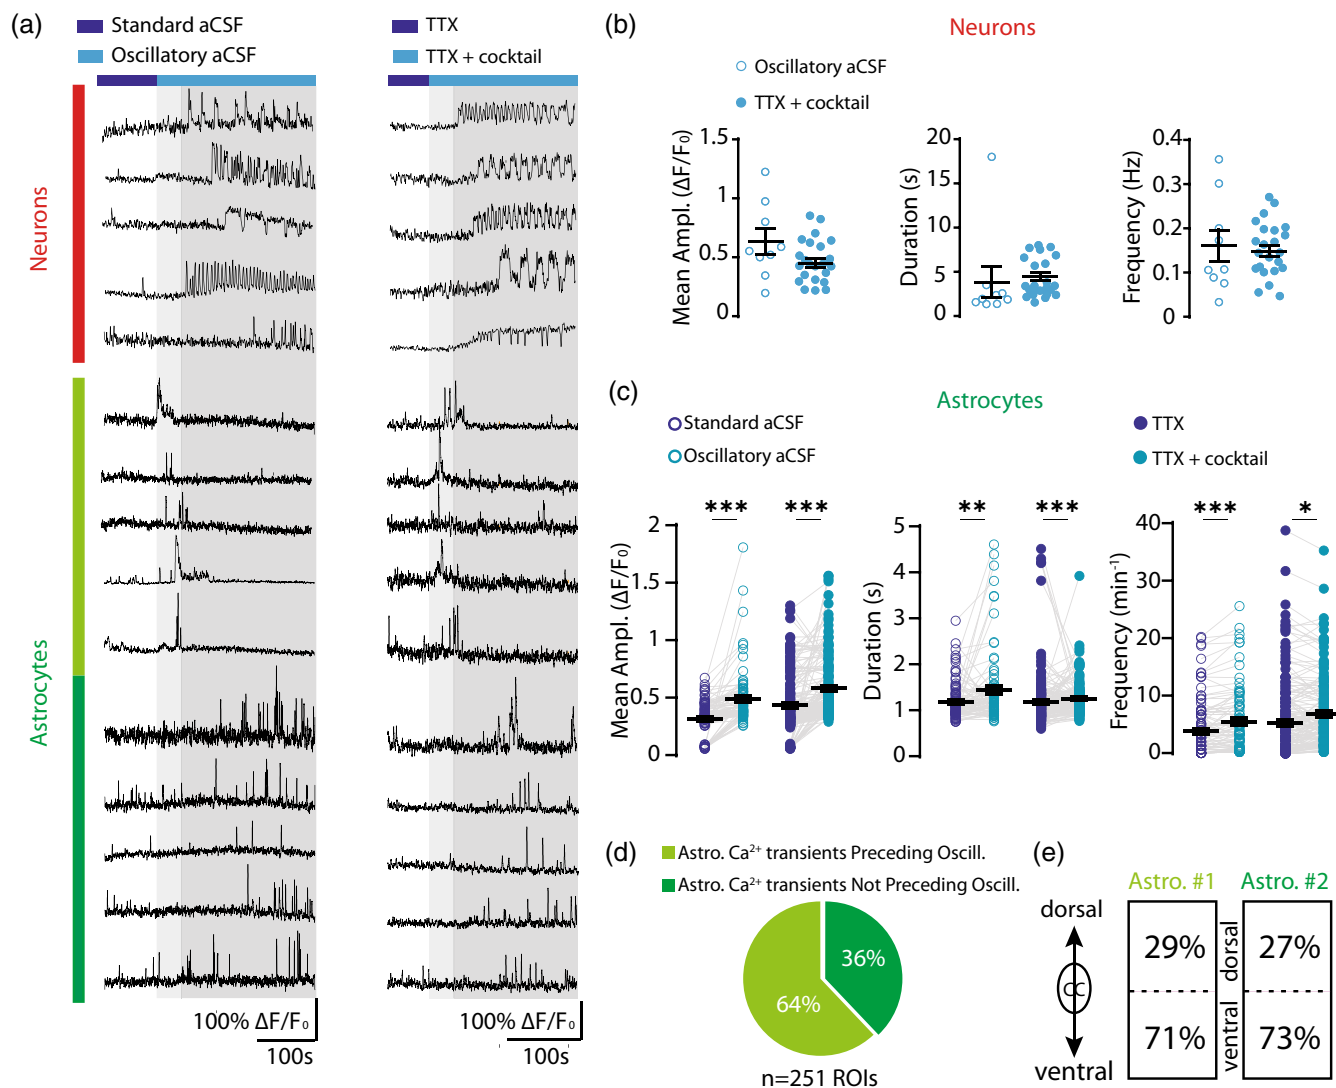 (a)
Standard aCSF
Oscillatory aCSF
TTX
TTX + cocktail
Neurons
Astrocytes
100% ΔF/F₀
100s
100% ΔF/F₀
100s
(b)
Neurons
Oscillatory aCSF
TTX + cocktail
Mean Ampl. (ΔF/F₀)
1.5
1
0.5
0
Duration (s)
20
15
10
5
0
Frequency (Hz)
0.4
0.3
0.2
0.1
0
(c)
Astrocytes
Standard aCSF
Oscillatory aCSF
TTX
TTX + cocktail
Mean Ampl. (ΔF/F₀)
2
1.5
1
0.5
0
*** ***
Duration (s)
5
4
3
2
1
0
** ***
Frequency (min⁻¹)
40
30
20
10
0
*** *
(d)
Astro. Ca²⁺ transients Preceding Oscill.
Astro. Ca²⁺ transients Not Preceding Oscill.
36%
64%
n=251 ROIs
(e)
Astro. #1
Astro. #2
dorsal
CC
ventral
29%
71%
dorsal
ventral
27%
73%